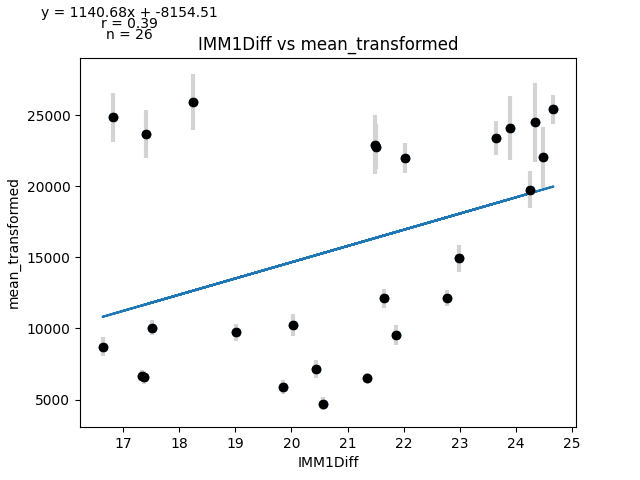 y = 1140.68x + -8154.51
r = 0.39
n = 26
IMM1Diff vs mean_transformed
25000
20000
15000
10000
5000
mean_transformed
17 18 19 20 21 22 23 24 25
IMM1Diff